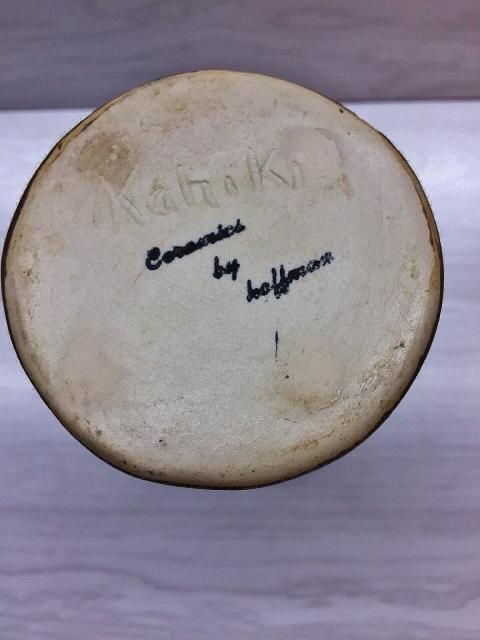 Kahiki
Ceramics
by
hoffman